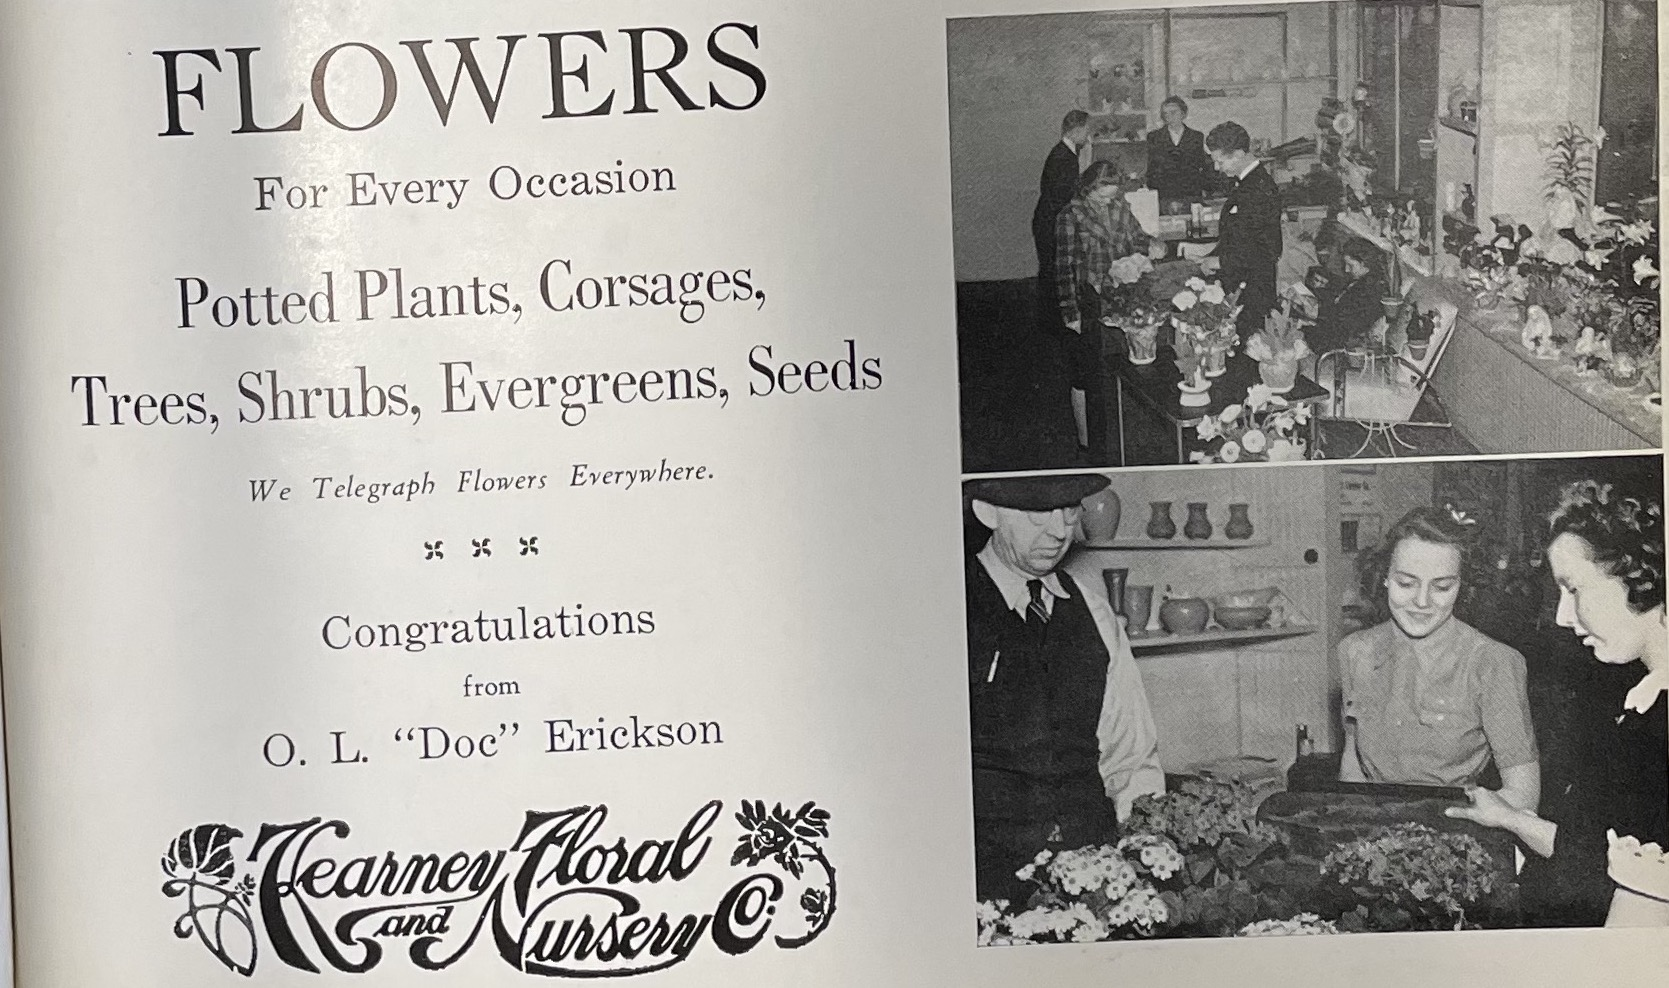 FLOWERS
For Every Occasion
Potted Plants, Corsages,
Trees, Shrubs, Evergreens, Seeds
We Telegraph Flowers Everywhere.
Congratulations
from
O. L. “Doc” Erickson
Kearney Floral
and Nursery Co.